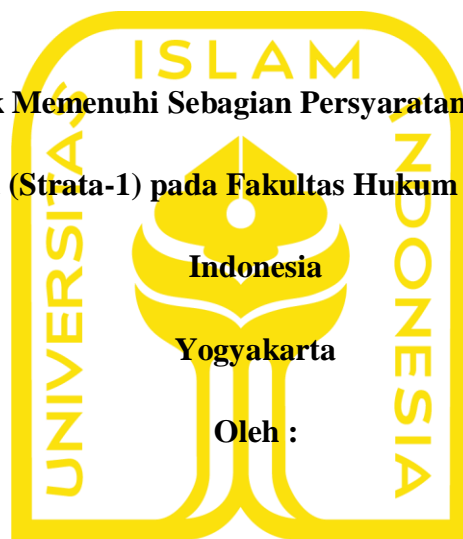 ISLAM
UNIVERSITAS
INDONESIA
k Memenuhi Sebagian Persyaratan
(Strata-1) pada Fakultas Hukum
Indonesia
Yogyakarta
Oleh :